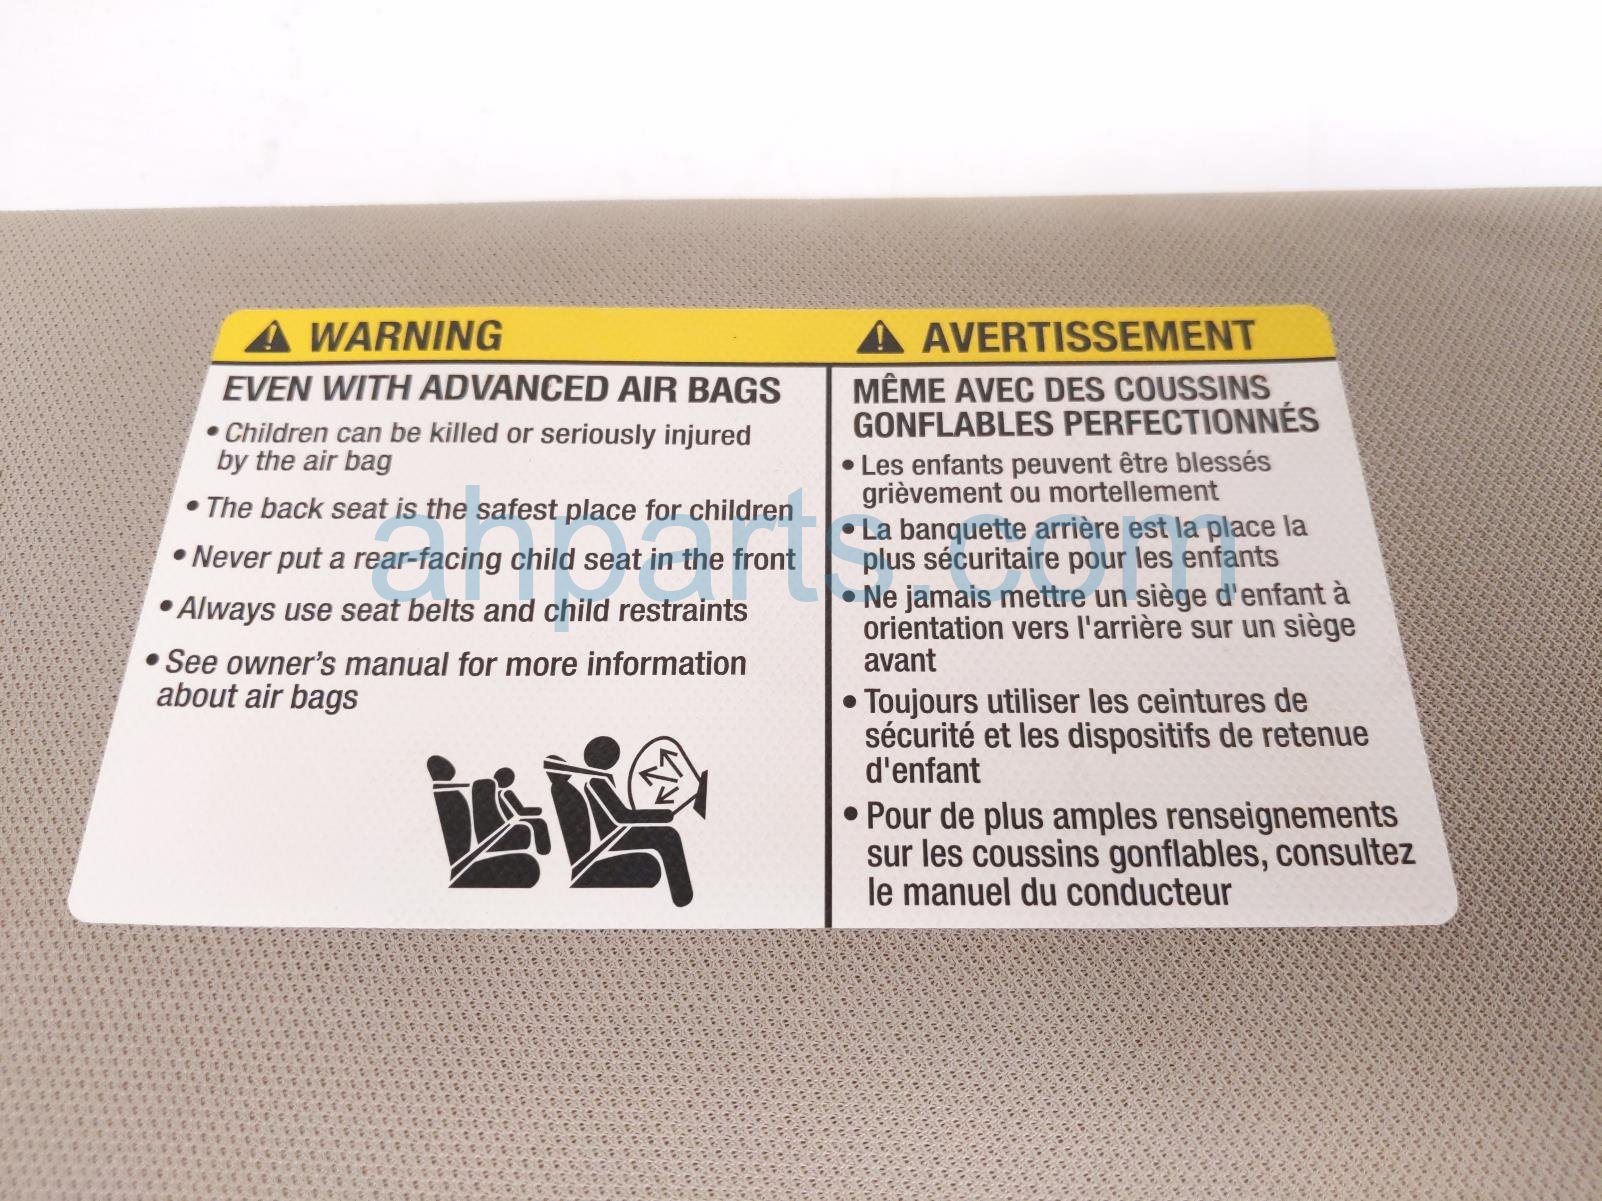 WARNING
EVEN WITH ADVANCED AIR BAGS
• Children can be killed or seriously injured
by the air bag
• The back seat is the safest place for children
• Never put a rear-facing child seat in the front
• Always use seat belts and child restraints
• See owner's manual for more information
about air bags
AVERTISSEMENT
MÊME AVEC DES COUSSINS
GONFLABLES PERFECTIONNÉS
• Les enfants peuvent être blessés
grièvement ou mortellement
• La banquette arrière est la place la
plus sécuritaire pour les enfants
• Ne jamais mettre un siège d'enfant à
orientation vers l'arrière sur un siège
avant
• Toujours utiliser les ceintures de
sécurité et les dispositifs de retenue
d'enfant
• Pour de plus amples renseignements
sur les coussins gonflables, consultez
le manuel du conducteur
ahparts.com